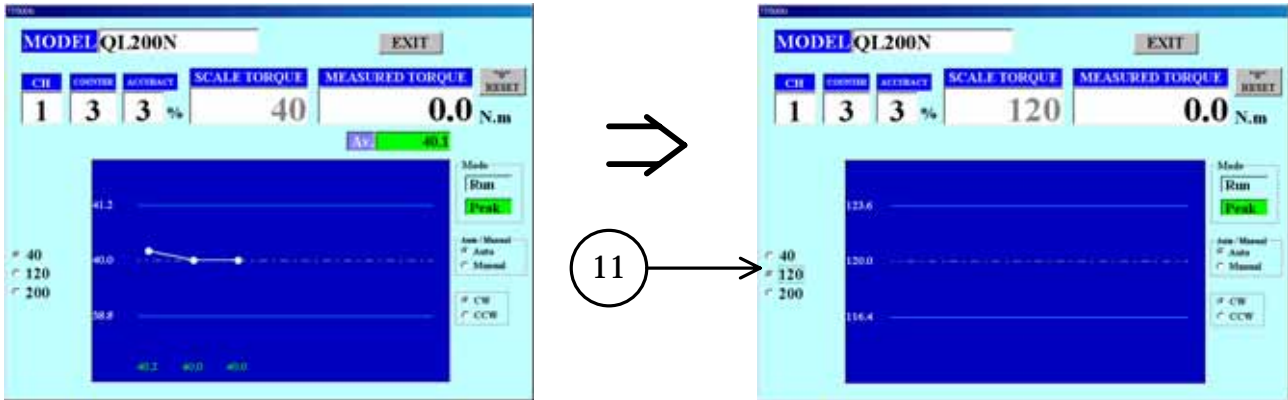 MODEL QL200N EXIT
CH COUNTER ACCURACY SCALE TORQUE MEASURED TORQUE
1 3 3 % 40 0.0 N.m
RESET
Av. 40.1
41.2
40.0
38.8
40.2 40.0 40.0
40
120
200
Mode
Run
Peak
Auto / Manual
Auto
Manual
CW
CCW
11
MODEL QL200N EXIT
CH COUNTER ACCURACY SCALE TORQUE MEASURED TORQUE
1 3 3 % 120 0.0 N.m
RESET
123.6
120.0
116.4
40
120
200
Mode
Run
Peak
Auto / Manual
Auto
Manual
CW
CCW